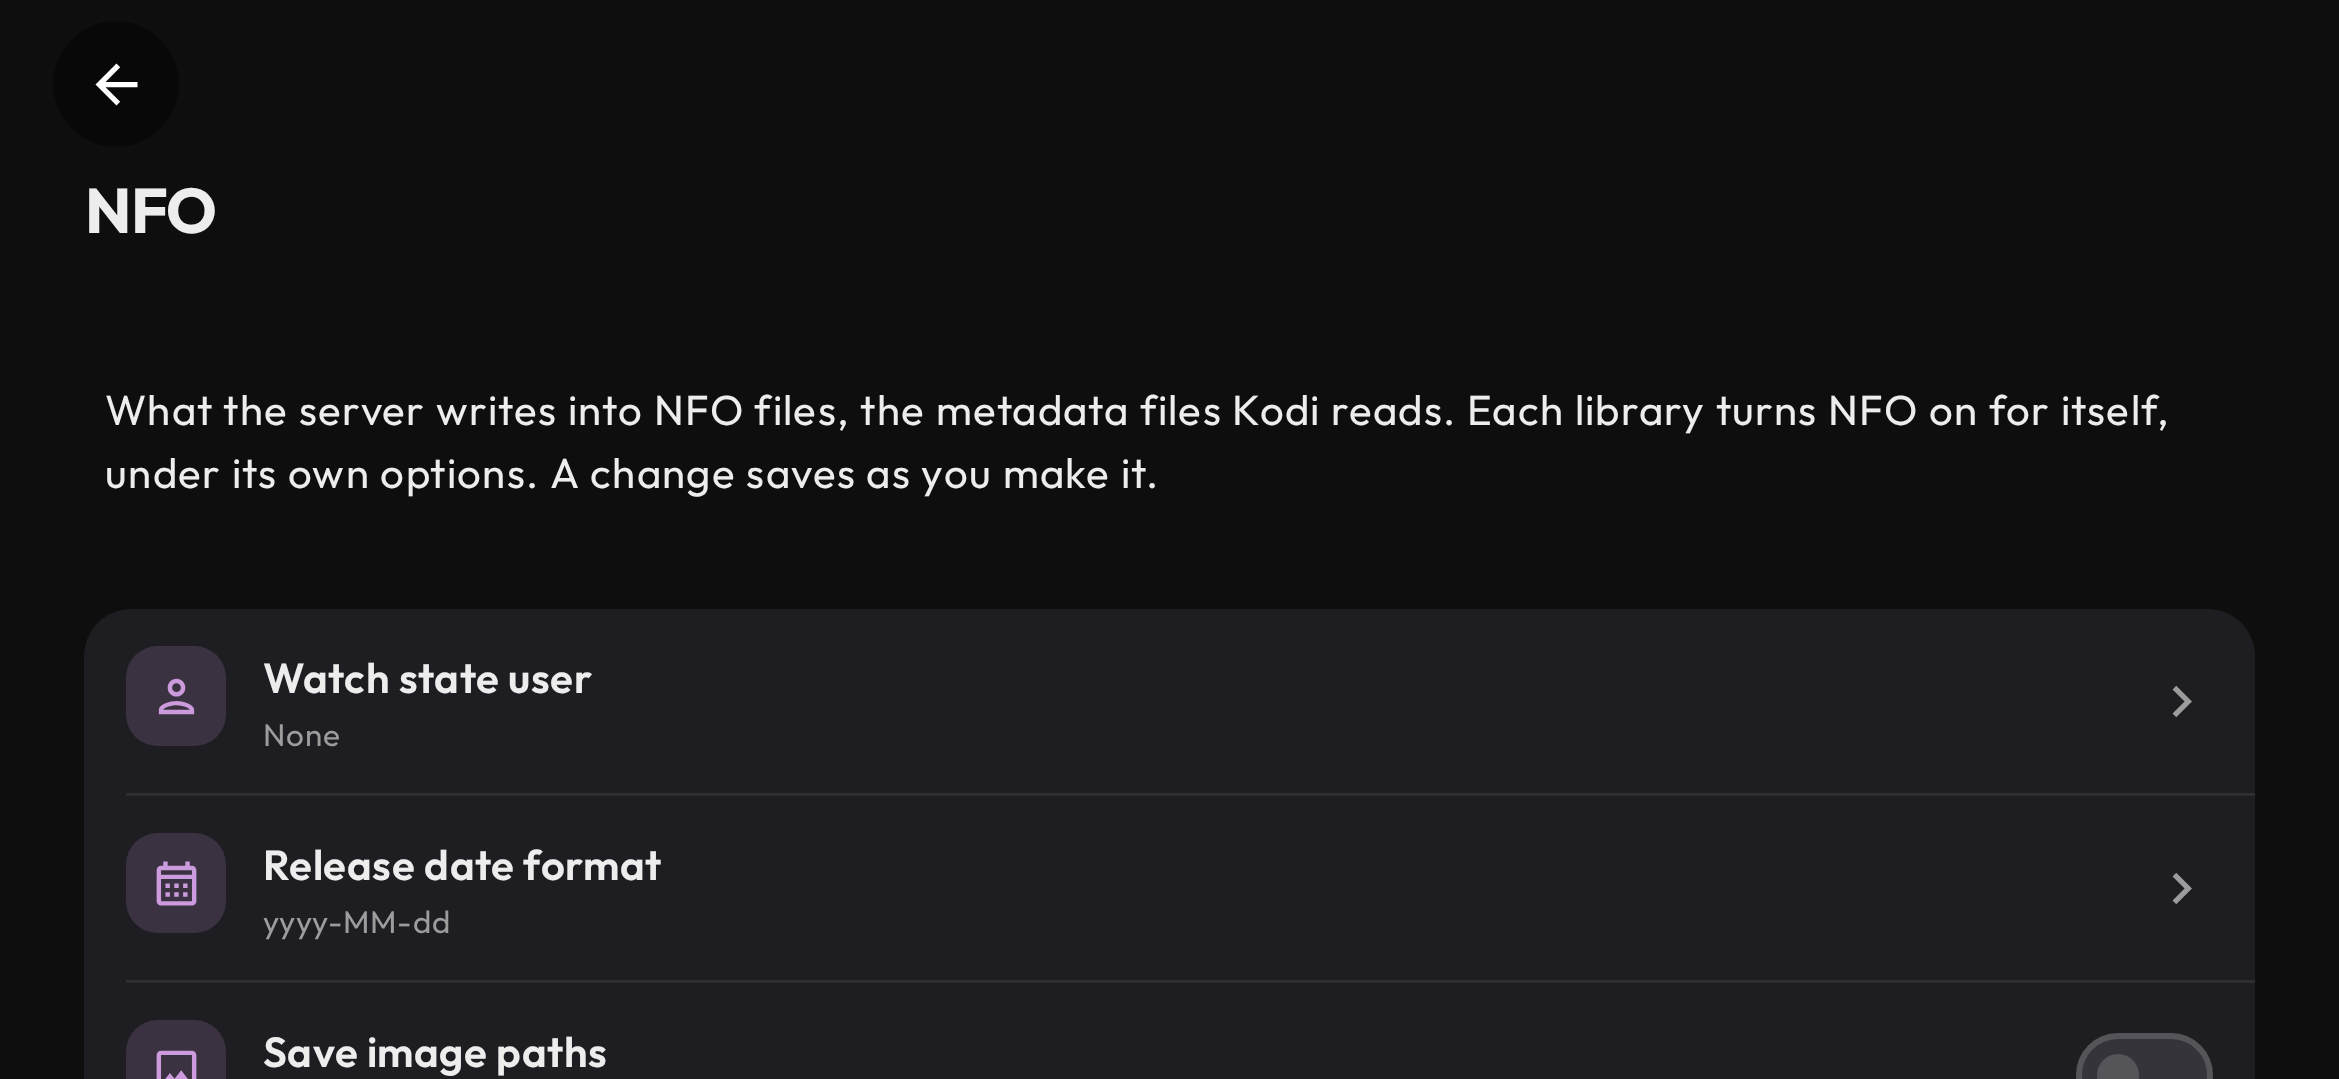 NFO
What the server writes into NFO files, the metadata files Kodi reads. Each library turns NFO on for itself,
under its own options. A change saves as you make it.
Watch state user
None
Release date format
yyyy-MM-dd
Save image paths